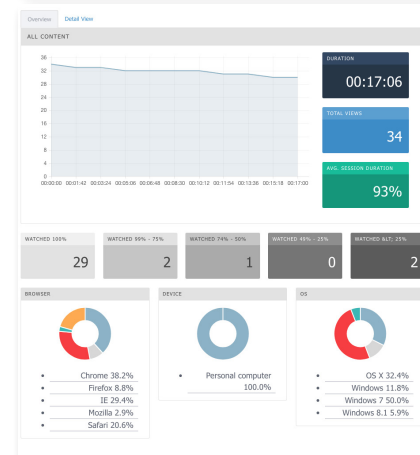 Overview Detail View
ALL CONTENT
DURATION
00:17:06
TOTAL VIEWS
34
AVG. SESSION DURATION
93%
36
32
28
24
20
16
12
8
4
0
00:00:00 00:01:42 00:03:24 00:05:06 00:06:48 00:08:30 00:10:12 00:11:54 00:13:36 00:15:18 00:17:00
WATCHED 100%
29
WATCHED 99% - 75%
2
WATCHED 74% - 50%
1
WATCHED 49% - 25%
0
WATCHED &LT; 25%
2
BROWSER
• Chrome 38.2%
• Firefox 8.8%
• IE 29.4%
• Mozilla 2.9%
• Safari 20.6%
DEVICE
• Personal computer
100.0%
OS
• OS X 32.4%
• Windows 11.8%
• Windows 7 50.0%
• Windows 8.1 5.9%